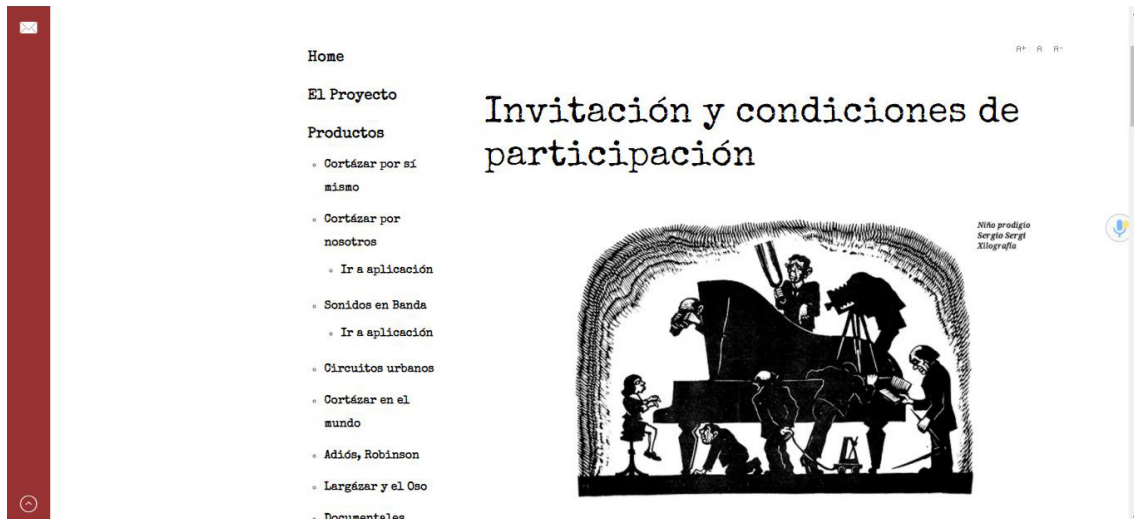 Home
El Proyecto
Productos
Cortázar por sí
mismo
Cortázar por
nosotros
Ir a aplicación
Sonidos en Banda
Ir a aplicación
Circuitos urbanos
Cortázar en el
mundo
Adiós, Robinson
Largázar y el Oso
Documentales
A+ A A-
Invitación y condiciones de
participación
Niño prodigio
Sergio Sergi
Xilografía